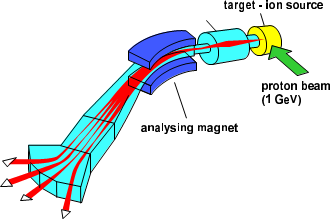 target - ion source
proton beam
(1 GeV)
analysing magnet